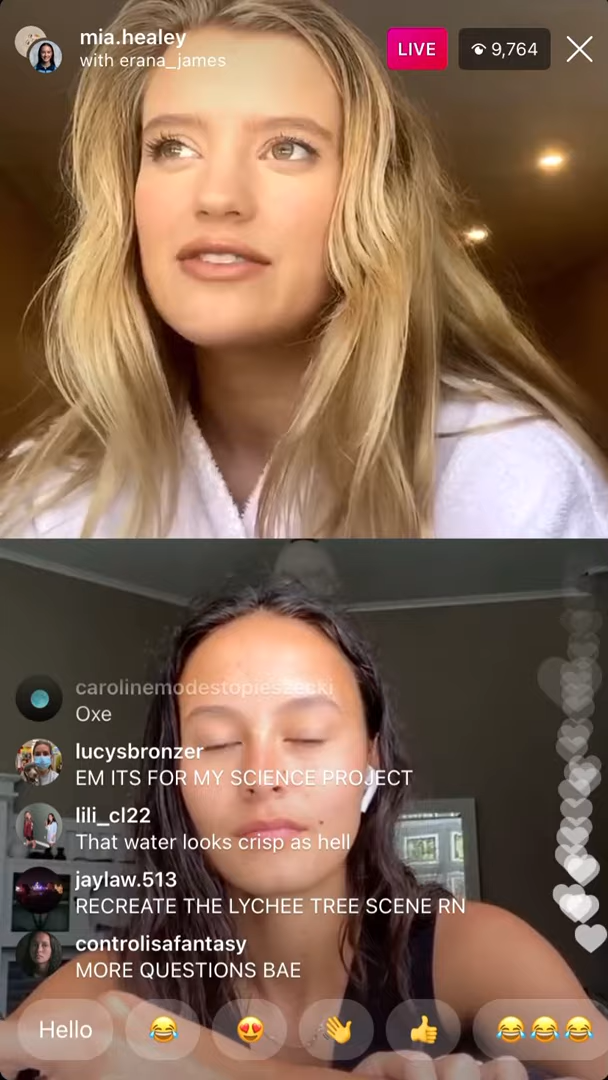 mia.healey
with erana_james
LIVE
9,764
carolinemodestopieszecki
Oxe
lucysbronzer
EM ITS FOR MY SCIENCE PROJECT
lili_cl22
That water looks crisp as hell
jaylaw.513
RECREATE THE LYCHEE TREE SCENE RN
controlisafantasy
MORE QUESTIONS BAE
Hello